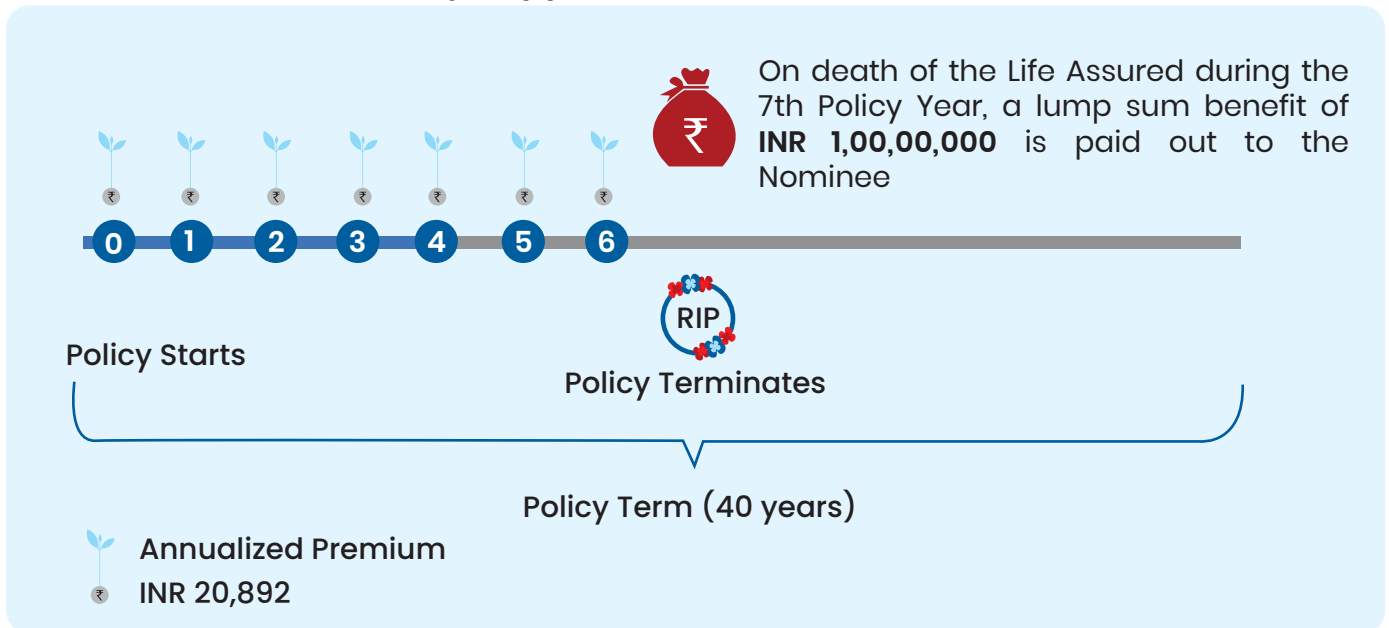 On death of the Life Assured during the
7th Policy Year, a lump sum benefit of
INR 1,00,00,000 is paid out to the
Nominee
₹
₹ ₹ ₹ ₹ ₹ ₹ ₹
0 1 2 3 4 5 6
RIP
Policy Starts
Policy Terminates
Policy Term (40 years)
Annualized Premium
₹ INR 20,892